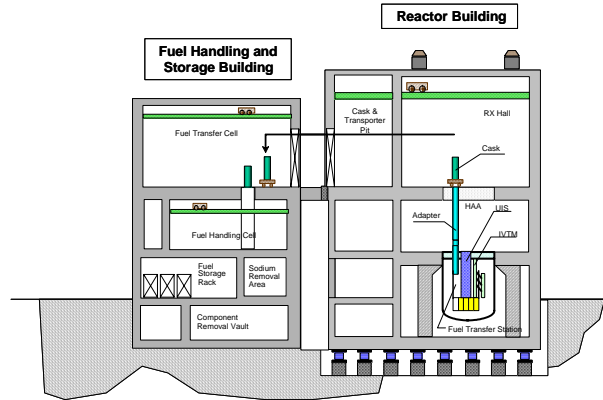 Reactor Building
Fuel Handling and
Storage Building
Fuel Transfer Cell
Cask &
Transporter
Pit
RX Hall
Cask
HAA
UIS
Adapter
IVTM
Fuel Handling Cell
Fuel
Storage
Rack
Sodium
Removal
Area
Fuel Transfer Station
Component
Removal Vault